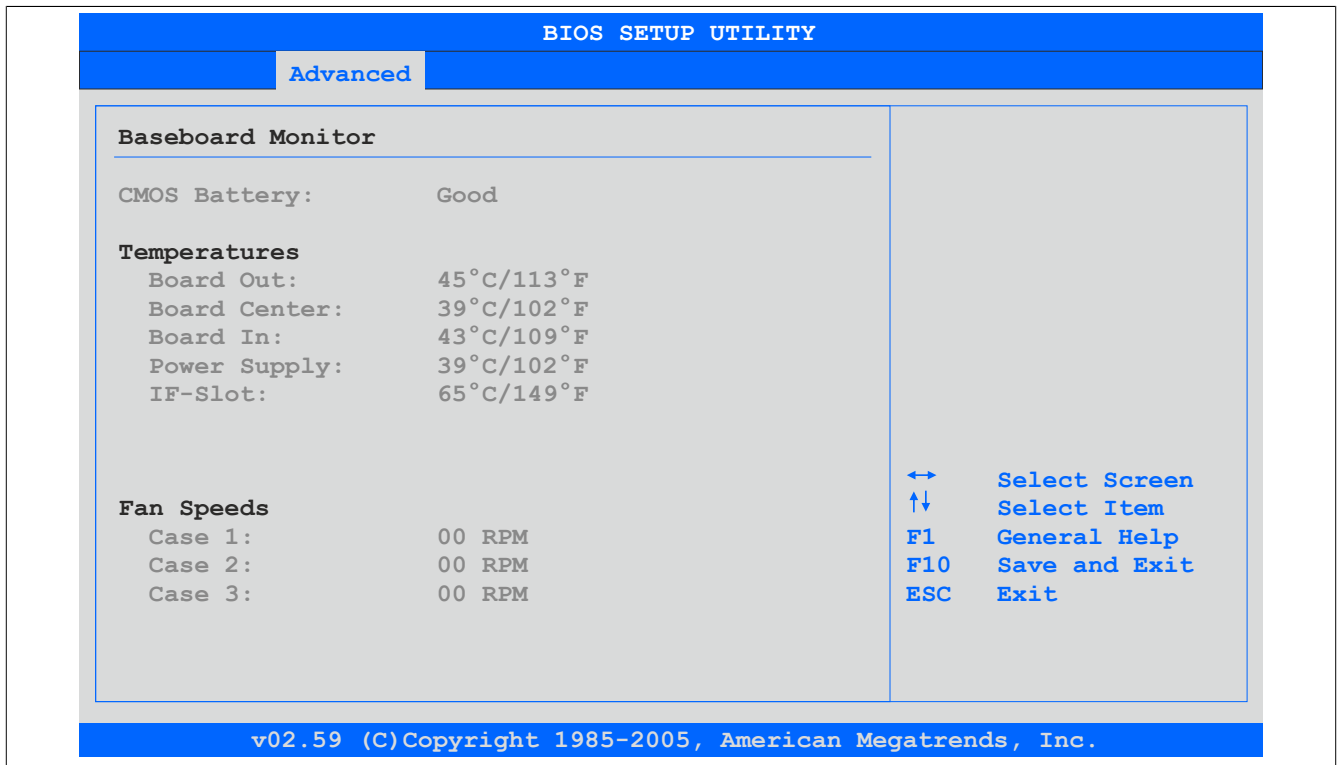 BIOS SETUP UTILITY
Advanced
Baseboard Monitor
CMOS Battery: Good
Temperatures
Board Out: 45°C/113°F
Board Center: 39°C/102°F
Board In: 43°C/109°F
Power Supply: 39°C/102°F
IF-Slot: 65°C/149°F
Fan Speeds
Case 1: 00 RPM
Case 2: 00 RPM
Case 3: 00 RPM
↔ Select Screen
↑↓ Select Item
F1 General Help
F10 Save and Exit
ESC Exit
v02.59 (C)Copyright 1985-2005, American Megatrends, Inc.